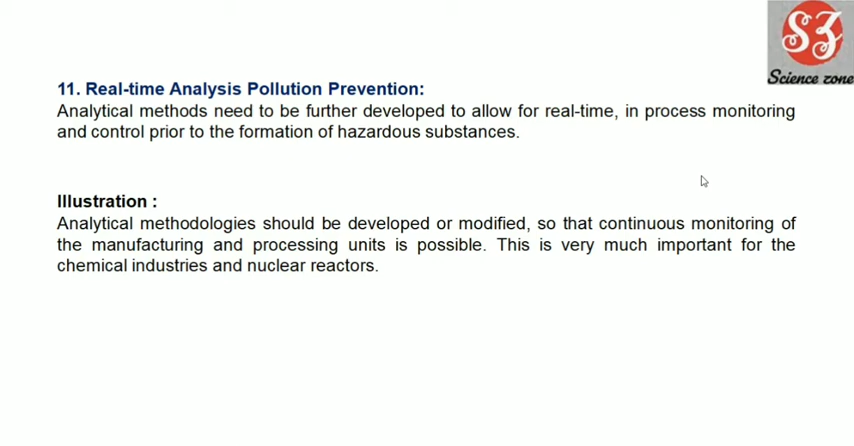 SZ
Science zone
11. Real-time Analysis Pollution Prevention:
Analytical methods need to be further developed to allow for real-time, in process monitoring
and control prior to the formation of hazardous substances.
Illustration :
Analytical methodologies should be developed or modified, so that continuous monitoring of
the manufacturing and processing units is possible. This is very much important for the
chemical industries and nuclear reactors.